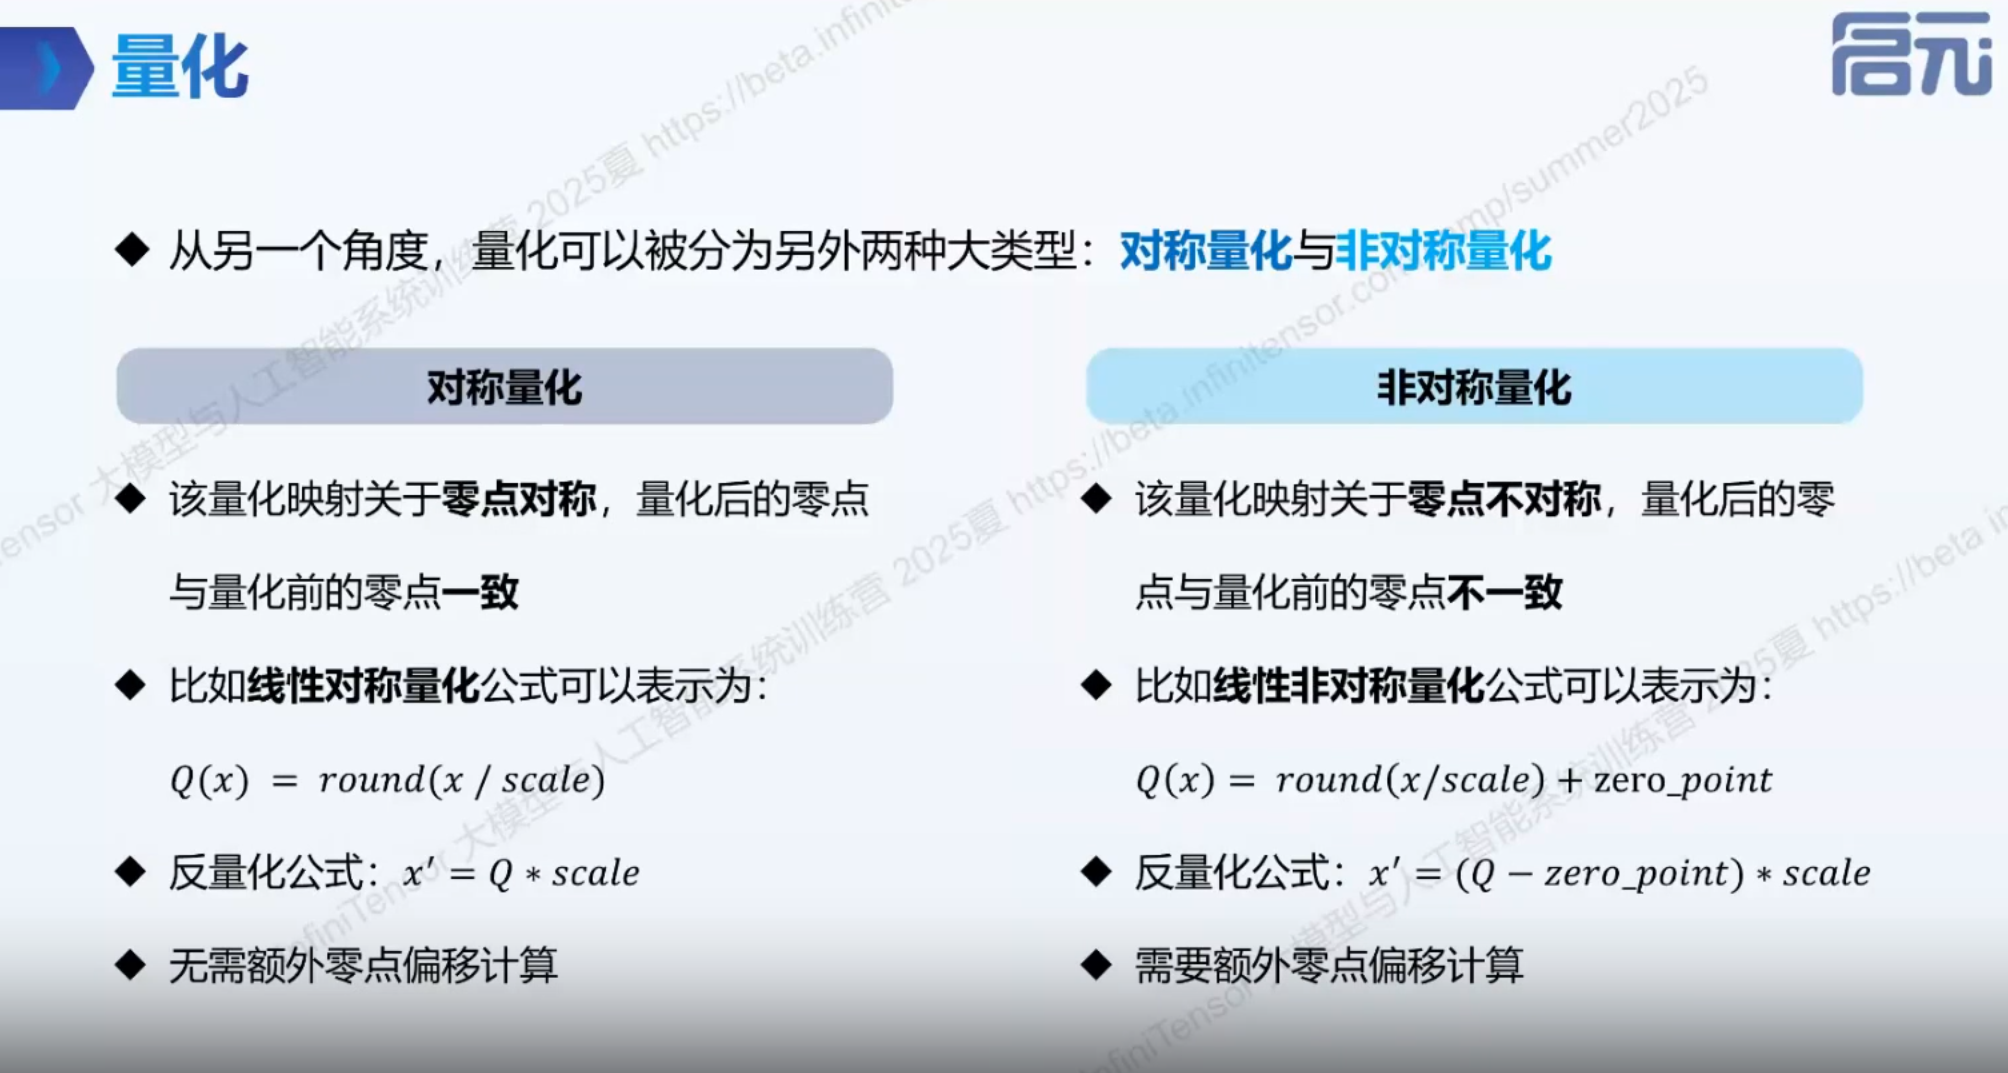 量化
启元
从另一个角度，量化可以被分为另外两种大类型：对称量化与非对称量化
对称量化
◆ 该量化映射关于零点对称，量化后的零点
与量化前的零点一致
◆ 比如线性对称量化公式可以表示为：
Q(x) = round(x / scale)
◆ 反量化公式：x′ = Q ∗ scale
◆ 无需额外零点偏移计算
非对称量化
◆ 该量化映射关于零点不对称，量化后的零
点与量化前的零点不一致
◆ 比如线性非对称量化公式可以表示为：
Q(x) = round(x/scale) + zero_point
◆ 反量化公式：x′ = (Q − zero_point) ∗ scale
◆ 需要额外零点偏移计算
InfiniTensor 大模型与人工智能系统训练营 2025夏 https://beta.infinitensor.com/camp/summer2025